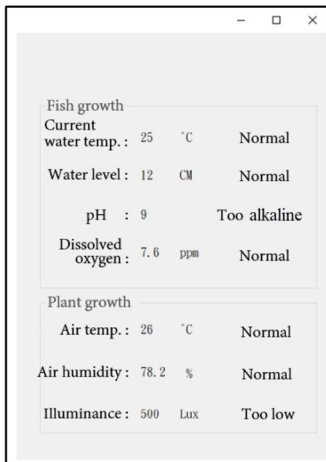 Fish growth
Current
water temp. : 25 °C Normal
Water level : 12 CM Normal
pH : 9 Too alkaline
Dissolved
oxygen : 7.6 ppm Normal
Plant growth
Air temp. : 26 °C Normal
Air humidity : 78.2 % Normal
Illuminance : 500 Lux Too low